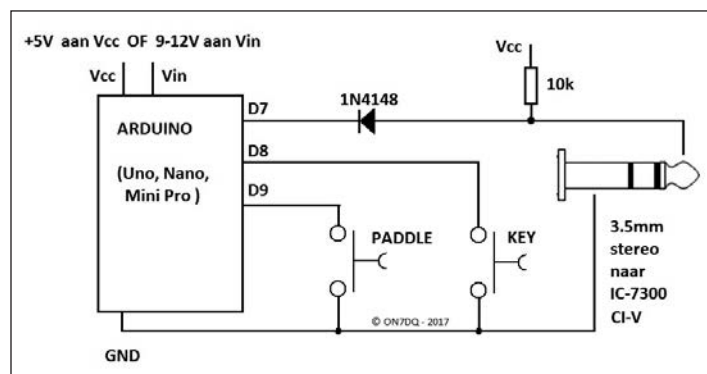 +5V aan Vcc OF 9-12V aan Vin
Vcc
Vin
Vcc
10k
1N4148
D7
ARDUINO
D8
(Uno, Nano,
Mini Pro )
D9
PADDLE
KEY
3.5mm
stereo
naar
IC-7300
CI-V
© ON7DQ - 2017
GND